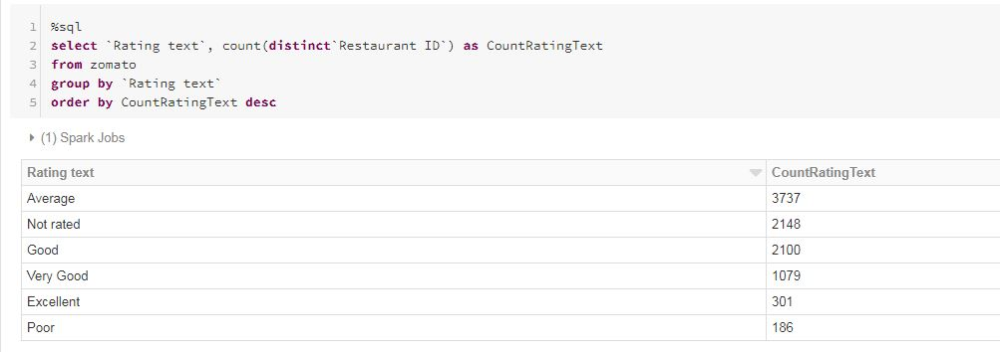 1 %sql
2 select `Rating text`, count(distinct`Restaurant ID`) as CountRatingText
3 from zomato
4 group by `Rating text`
5 order by CountRatingText desc
(1) Spark Jobs
Rating text CountRatingText
Average 3737
Not rated 2148
Good 2100
Very Good 1079
Excellent 301
Poor 186